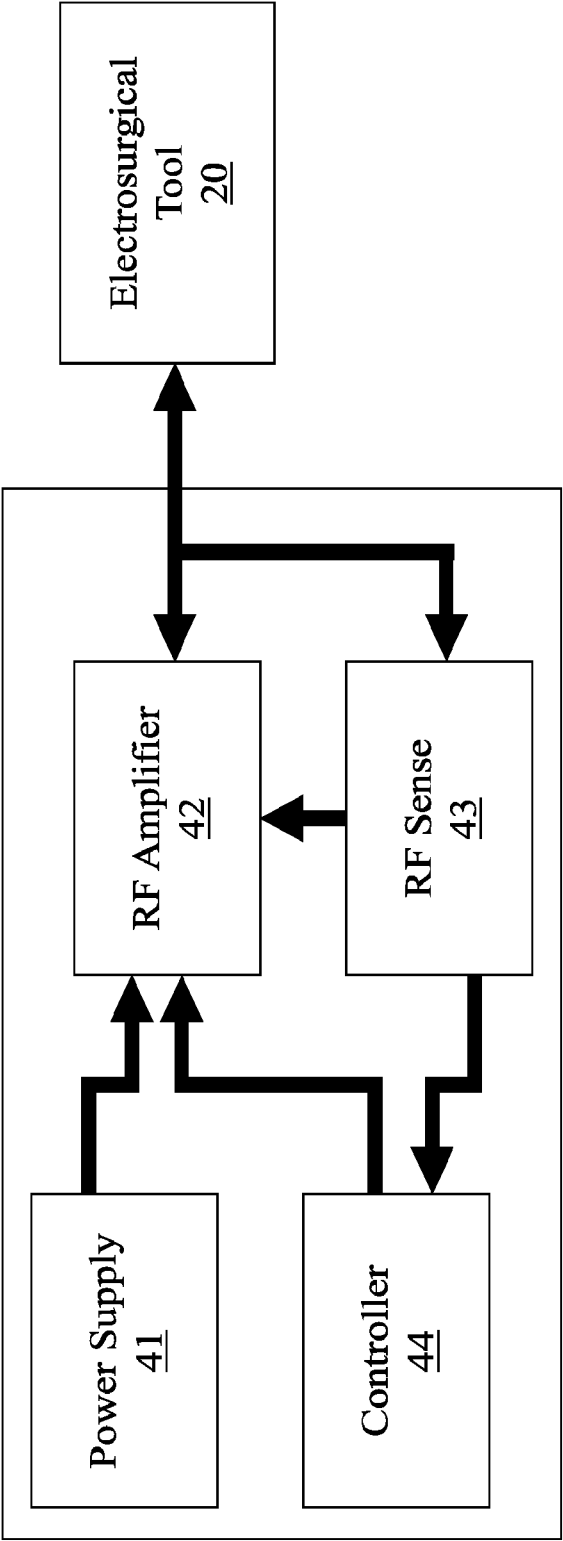 Power Supply
41
RF Amplifier
42
Electrosurgical
Tool
20
Controller
44
RF Sense
43